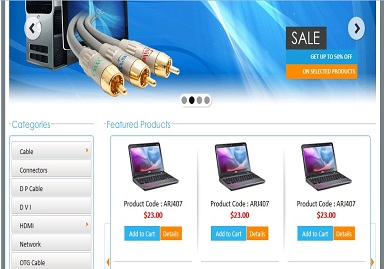 SALE
GET UP TO 50% OFF
ON SELECTED PRODUCTS
Categories
Featured Products
Cable
Connectors
D P Cable
D V I
HDMI
Network
OTG Cable
Product Code : ARJ407
$23.00
Add to Cart Details
Product Code : ARJ407
$23.00
Add to Cart Details
Product Code : ARJ407
$23.00
Add to Cart Details